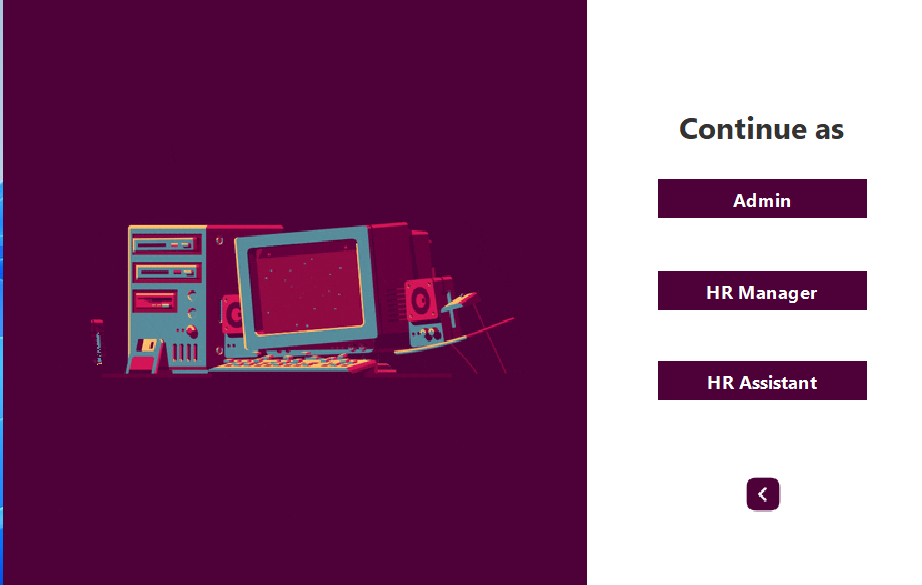 Continue as
Admin
HR Manager
HR Assistant